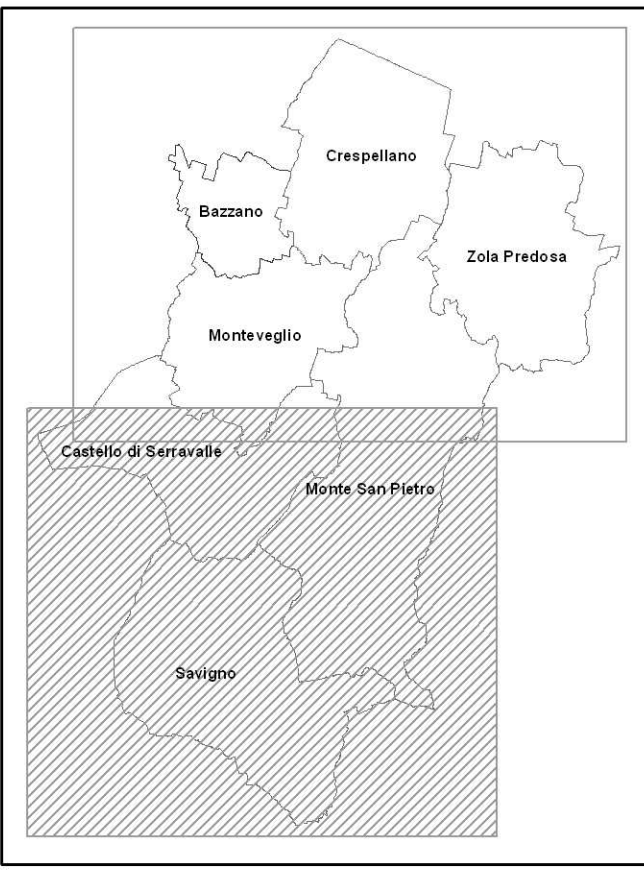 Crespellano
Bazzano
Zola Predosa
Monteveglio
Castello di Serravalle
Monte San Pietro
Savigno